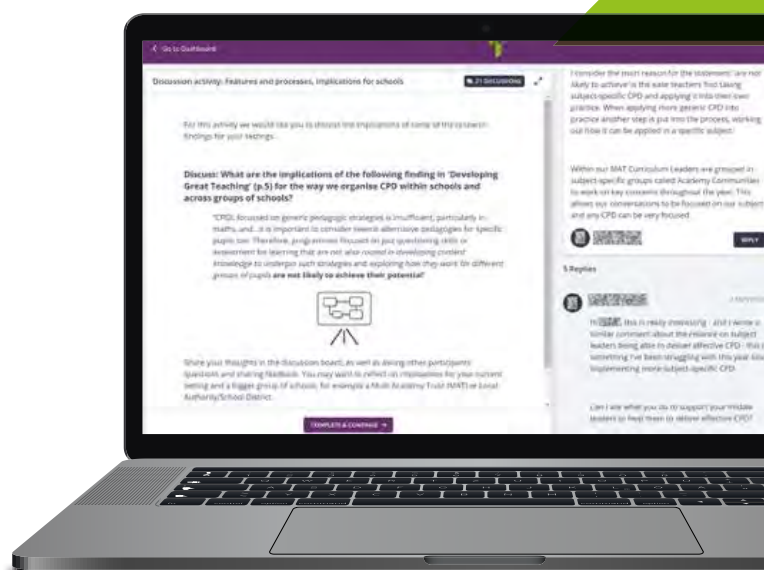 Go to Dashboard
Discussion activity: Features and processes, implications for schools
21 DISCUSSIONS
For this activity we would like you to discuss the implications of some of the research
findings for your settings.
Discuss: What are the implications of the following finding in 'Developing
Great Teaching' (p.5) for the way we organise CPD within schools and
across groups of schools?
"CPDL focussed on generic pedagogic strategies is insufficient, particularly in
maths, and... it is important to consider several alternative pedagogies for specific
pupils too. Therefore, programmes focused on just questioning skills or
assessment for learning that are not also rooted in developing content
knowledge to underpin such strategies and exploring how they work for different
groups of pupils are not likely to achieve their potential"
Share your thoughts in the discussion board, as well as asking other participants
questions and sharing feedback. You may want to reflect on implications for your current
setting and a bigger group of schools, for example a Multi Academy Trust (MAT) or Local
Authority/School District.
COMPLETE & CONTINUE
I consider the main reason for the statement: 'are not
likely to achieve' is the ease teachers find taking
subject-specific CPD and applying it into their own
practice. When applying more generic CPD into
practice another step is put into the process, working
out how it can be applied in a specific subject.
Within our MAT Curriculum Leaders are grouped in
subject-specific groups called Academy Communities
to work on key concerns throughout the year. This
allows our conversations to be focused on our subject
and any CPD can be very focused.
REPLY
5 Replies
Hi this is really interesting - and I wrote a
similar comment about the reliance on subject
leaders being able to deliver effective CPD - this is
something I've been struggling with this year
implementing more subject-specific CPD.
Can I ask what you do to support your middle
leaders to help them to deliver effective CPD?